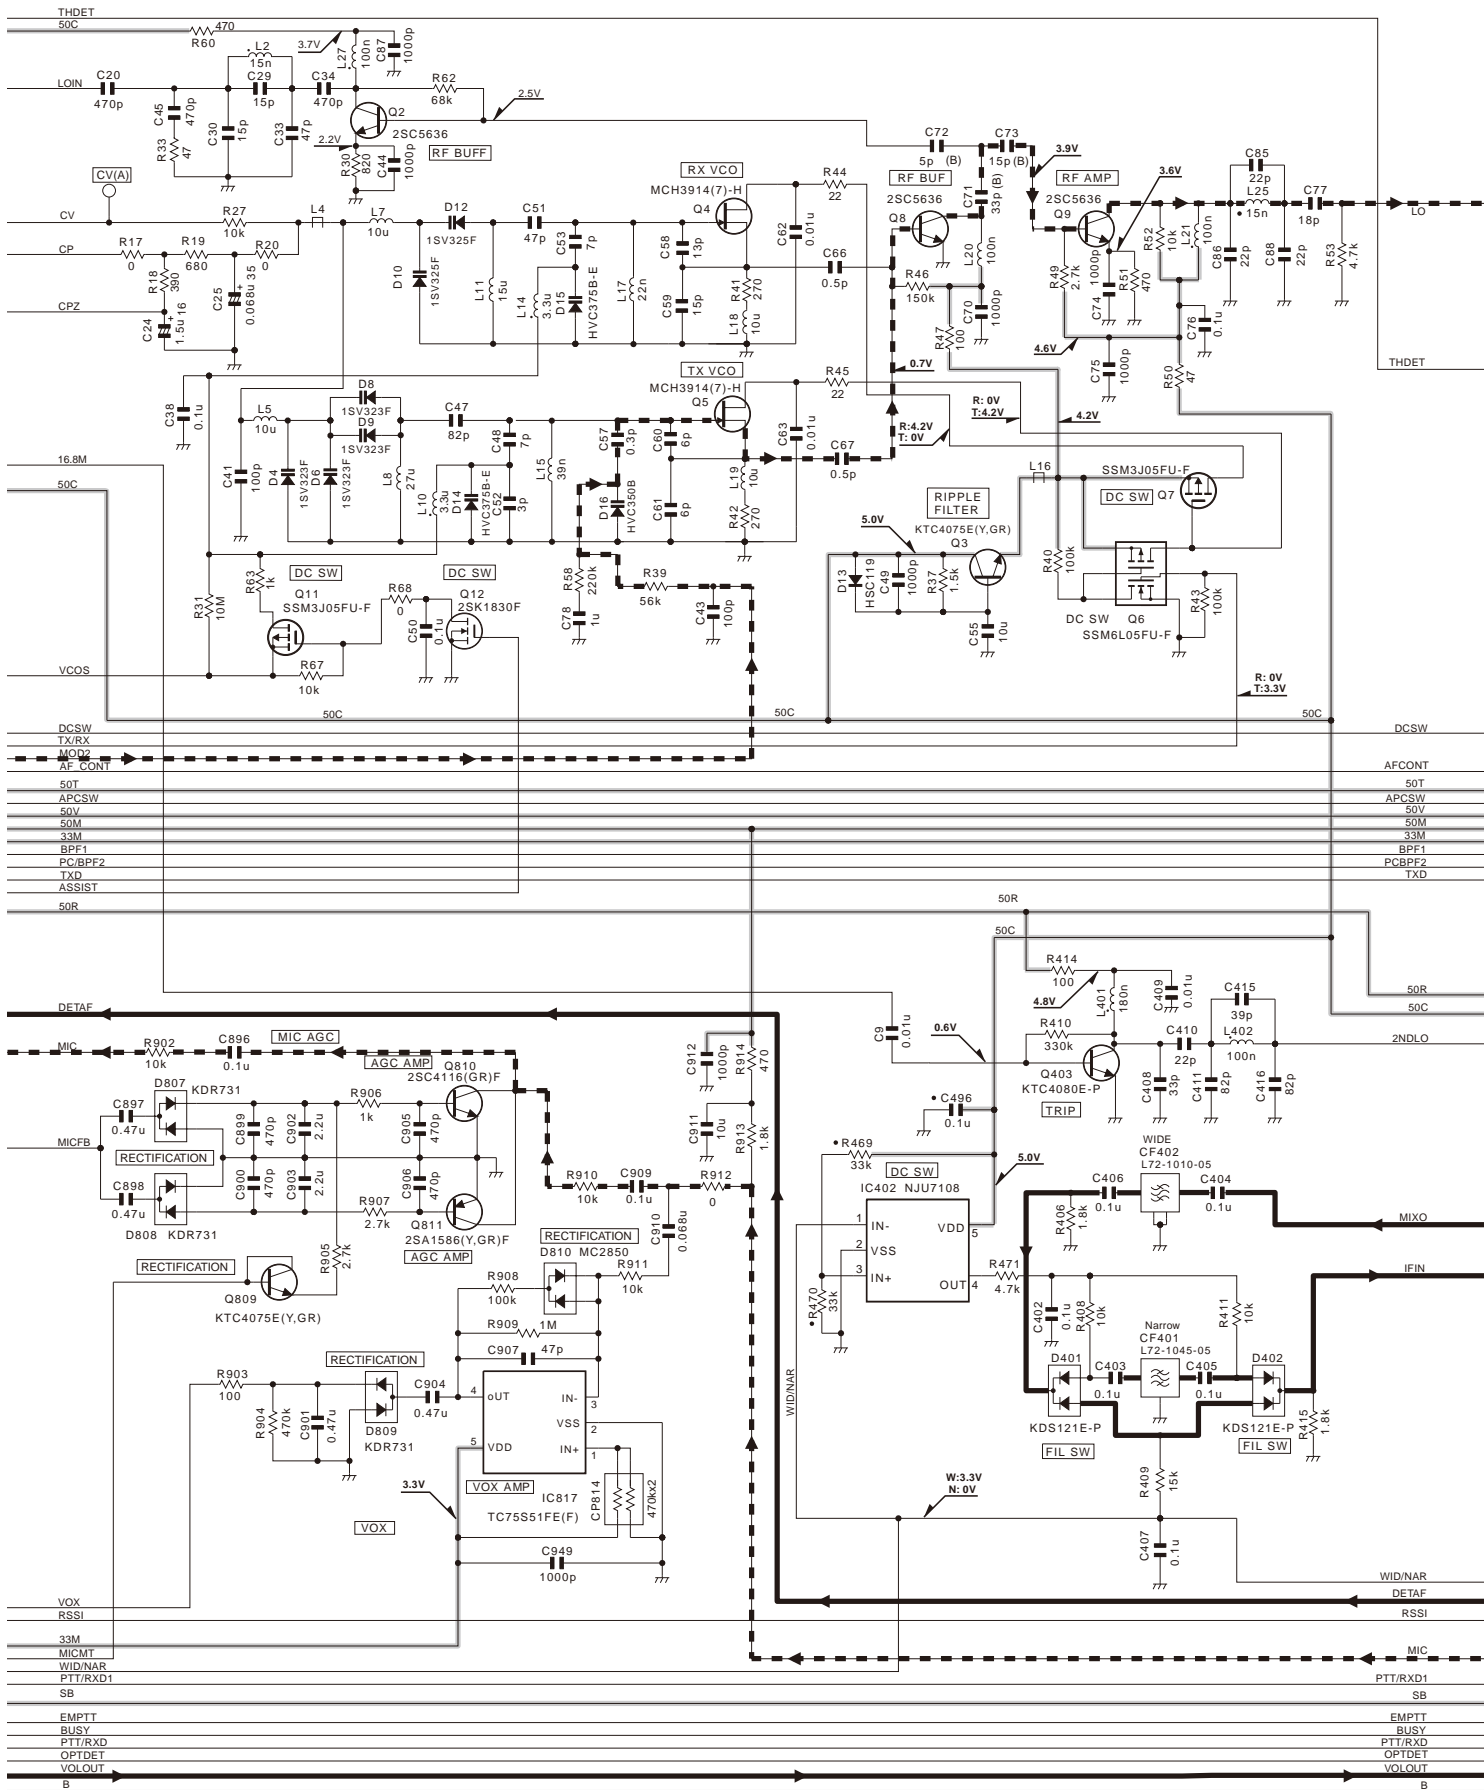 THDET
50C
470
R60
L2
15n
3.7V
L27
100n
C87
1000p
LOIN
C20
470p
C29
15p
C34
470p
R62
68k
2.5V
C45
470p
R33
47
C30
15p
C33
47p
Q2
2SC5636
RF BUFF
2.2V
R30
820
C44
1000p
C72
5p (B)
C73
15p (B)
3.9V
C85
22p
CV(A)
RX VCO
MCH3914(7)-H
Q4
R44
22
RF BUF
2SC5636
Q8
C71
33p (B)
RF AMP
2SC5636
Q9
3.6V
L25
15n
C77
18p
LO
CV
R27
10k
L4
L7
10u
D12
1SV325F
C51
47p
C53
7p
C58
13p
C62
0.01u
L20
100n
R52
10k
L21
100n
C86
22p
C88
22p
R53
4.7k
CP
R17
0
R19
680
R20
0
R18
390
C25
0.068u 35
D10
1SV325F
L11
15u
L14
3.3u
D15
HVC375B-E
L17
22n
C59
15p
R41
270
L18
10u
C66
0.5p
R46
150k
C70
1000p
R47
100
R49
2.7k
C74
1000p
R51
470
CPZ
C24
1.5u 16
4.6V
C75
1000p
C76
0.1u
R50
47
THDET
TX VCO
MCH3914(7)-H
Q5
R45
22
0.7V
C38
0.1u
L5
10u
D8
1SV323F
D9
1SV323F
C47
82p
C48
7p
C57
0.3p
C60
6p
C63
0.01u
R: 0V
T:4.2V
4.2V
R:4.2V
T: 0V
C67
0.5p
16.8M
C41
100p
D4
1SV323F
D6
1SV323F
L8
27u
L10
3.3u
D14
HVC375B-E
C52
3p
L15
39n
D16
HVC350B
C61
6p
L19
10u
R42
270
50C
L16
SSM3J05FU-F
DC SW
Q7
RIPPLE
FILTER
KTC4075E(Y,GR)
Q3
5.0V
R63
1k
DC SW
Q11
SSM3J05FU-F
R68
0
DC SW
Q12
2SK1830F
C50
0.1u
R58
220k
R39
56k
C78
1u
C43
100p
D13
HSC119
C49
1000p
R37
1.5k
C55
10u
R40
100k
DC SW
Q6
SSM6L05FU-F
R43
100k
R31
10M
VCOS
R67
10k
R: 0V
T:3.3V
50C
50C
50C
DCSW
DCSW
TX/RX
MOD2
AF_CONT
AFCONT
50T
50T
APCSW
APCSW
50V
50V
50M
50M
33M
33M
BPF1
BPF1
PC/BPF2
PCBPF2
TXD
TXD
ASSIST
50R
50R
50C
R414
100
4.8V
L401
180n
C409
0.01u
C415
39p
50R
50C
DETAF
C9
0.01u
0.6V
R410
330k
C410
22p
L402
100n
2NDLO
MIC
R902
10k
C896
0.1u
MIC AGC
AGC AMP
Q810
2SC4116(GR)F
C912
1000p
R914
470
Q403
KTC4080E-P
TRIP
C408
33p
C411
82p
C416
82p
D807
KDR731
C897
0.47u
R906
1k
C899
470p
C902
2.2u
C905
470p
C911
10u
R913
1.8k
C496
0.1u
MICFB
RECTIFICATION
R469
33k
DC SW
IC402 NJU7108
5.0V
WIDE
CF402
L72-1010-05
C898
0.47u
C900
470p
C903
2.2u
R907
2.7k
C906
470p
D808 KDR731
Q811
2SA1586(Y,GR)F
AGC AMP
R910
10k
C909
0.1u
R912
0
C910
0.068u
C406
0.1u
C404
0.1u
R406
1.8k
MIXO
1
IN-
2
VSS
3
IN+
VDD
5
OUT
4
RECTIFICATION
R905
2.7k
Q809
KTC4075E(Y,GR)
RECTIFICATION
D810 MC2850
R911
10k
R908
100k
R909
1M
C907
47p
R470
33k
R471
4.7k
IFIN
C402
0.1u
R408
10k
R411
10k
Narrow
CF401
L72-1045-05
D401
C403
0.1u
C405
0.1u
D402
KDS121E-P
FIL SW
KDS121E-P
FIL SW
R415
1.8k
R903
100
RECTIFICATION
C904
0.47u
R904
470k
C901
0.47u
D809
KDR731
4
oUT
IN-
3
VSS
2
5
VDD
IN+
1
WID/NAR
R409
15k
3.3V
VOX AMP
IC817
TC75S51FE(F)
CP814
470kx2
VOX
W:3.3V
N: 0V
C949
1000p
C407
0.1u
WID/NAR
VOX
DETAF
RSSI
RSSI
33M
MICMT
MIC
WID/NAR
PTT/RXD1
PTT/RXD1
SB
SB
EMPTT
EMPTT
BUSY
BUSY
PTT/RXD
PTT/RXD
OPTDET
OPTDET
VOLOUT
VOLOUT
B
B